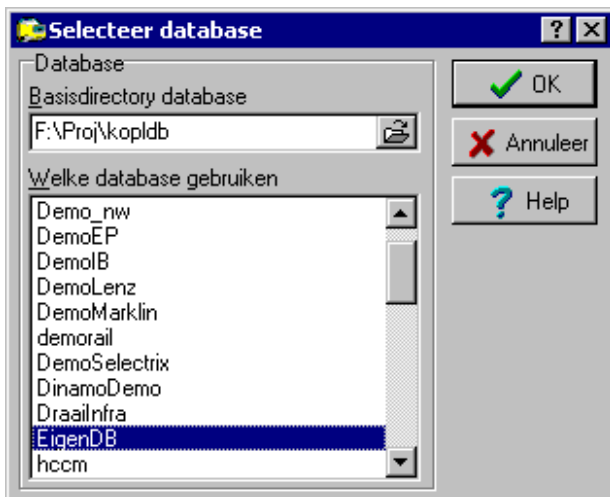 Selecteer database
Database
Basisdirectory database
F:\Proj\kopldb
Welke database gebruiken
Demo_nw
DemoEP
DemoIB
DemoLenz
DemoMarklin
demorail
DemoSelectrix
DinamoDemo
DraaiInfra
EigenDB
hccm
OK
Annuleer
Help